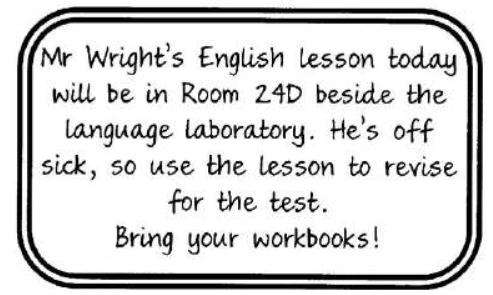 Mr Wright's English lesson today
will be in Room 24D beside the
language laboratory. He's off
sick, so use the lesson to revise
for the test.
Bring your workbooks!